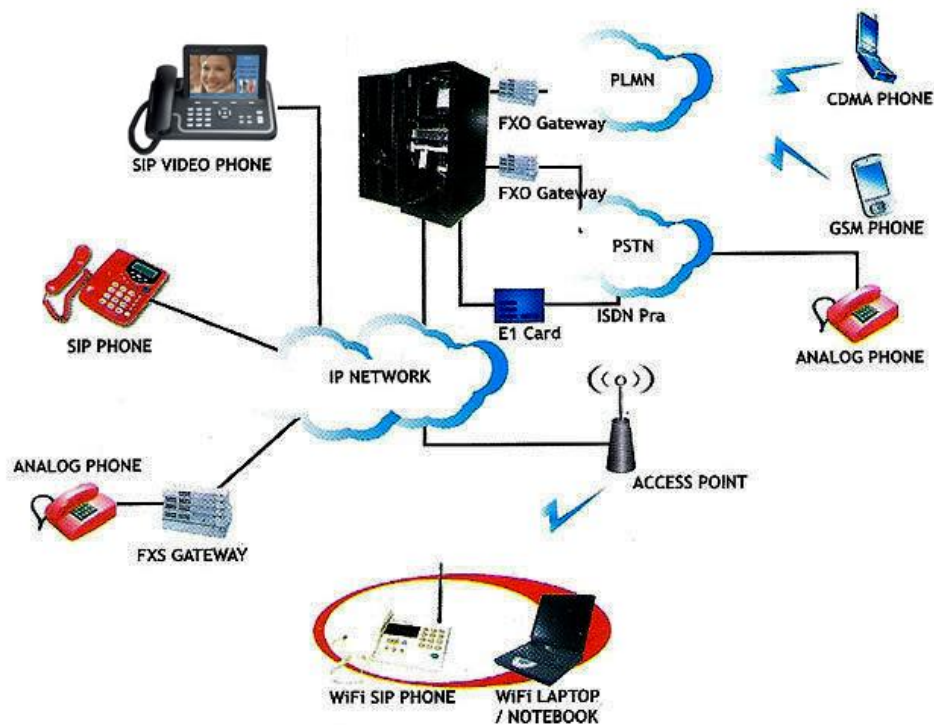 PLMN
FXO Gateway
CDMA PHONE
SIP VIDEO PHONE
FXO Gateway
GSM PHONE
PSTN
ISDN Pra
E1 Card
SIP PHONE
ANALOG PHONE
IP NETWORK
ANALOG PHONE
ACCESS POINT
FXS GATEWAY
WiFi SIP PHONE
WiFi LAPTOP
/ NOTEBOOK